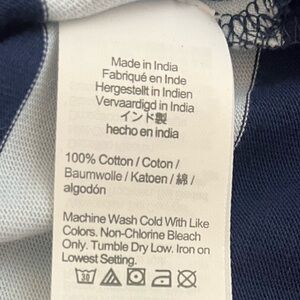 Made in India
Fabriqué en Inde
Hergestellt in Indien
Vervaardigd in India
インド製
hecho en india
100% Cotton / Coton /
Baumwolle / Katoen / 綿 /
algodón
Machine Wash Cold With Like
Colors. Non-Chlorine Bleach
Only. Tumble Dry Low. Iron on
Lowest Setting.
30